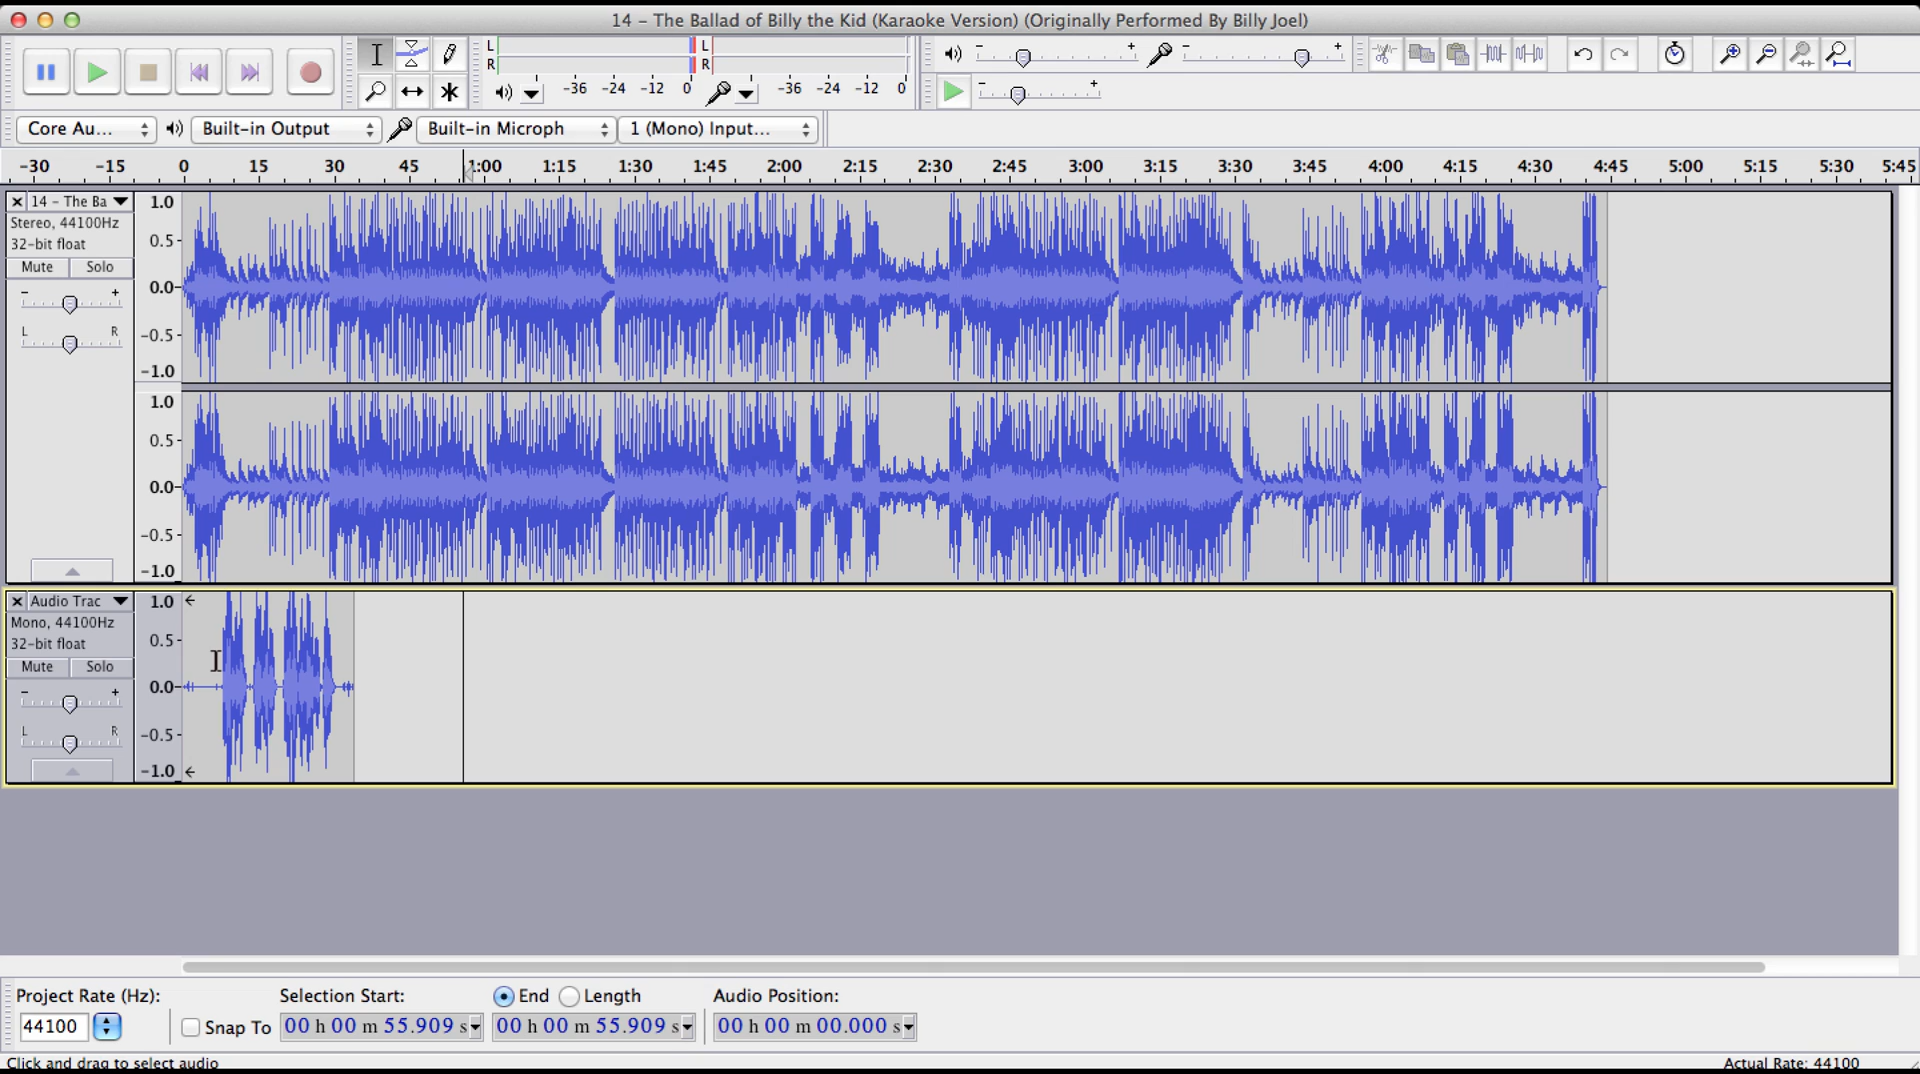 14 – The Ballad of Billy the Kid (Karaoke Version) (Originally Performed By Billy Joel)
L
R
-36 -24 -12 0
L
R
-36 -24 -12 0
- +
- +
- +
Core Au...
Built-in Output
Built-in Microph
1 (Mono) Input...
-30 -15 0 15 30 45 1:00 1:15 1:30 1:45 2:00 2:15 2:30 2:45 3:00 3:15 3:30 3:45 4:00 4:15 4:30 4:45 5:00 5:15 5:30 5:45
14 – The Ba
Stereo, 44100Hz
32-bit float
Mute Solo
- +
L R
1.0
0.5-
0.0-
-0.5-
-1.0
1.0
0.5-
0.0-
-0.5-
-1.0
Audio Trac
Mono, 44100Hz
32-bit float
Mute Solo
- +
L R
1.0
0.5-
0.0-
-0.5-
-1.0
Project Rate (Hz):
44100
Snap To
Selection Start:
00 h 00 m 55.909 s
End Length
00 h 00 m 55.909 s
Audio Position:
00 h 00 m 00.000 s
Click and drag to select audio
Actual Rate: 44100